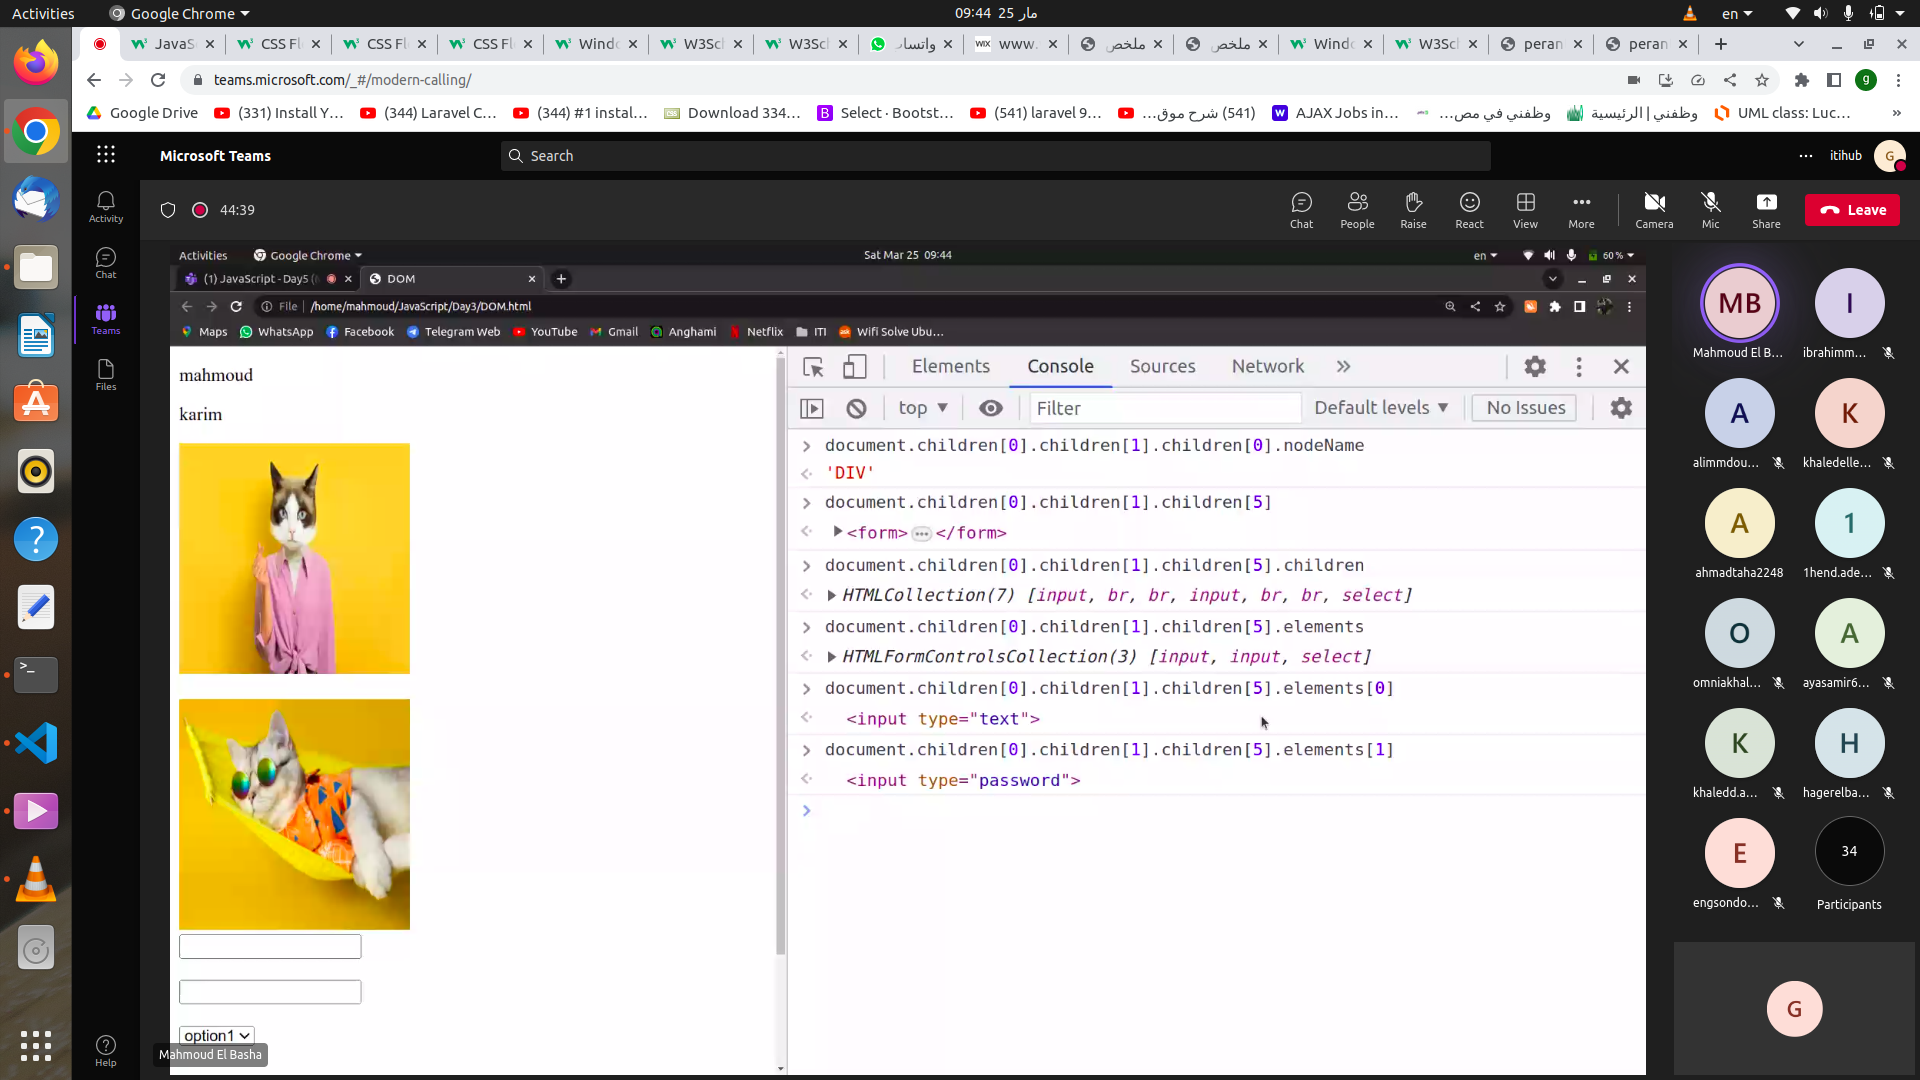 Activities
Google Chrome
09:44 25 مار
en
JavaS
CSS Fl
CSS Fl
CSS Fl
Windo
W3Sch
W3Sch
واتساب
www.
ملخص
ملخص
Windo
W3Sch
peran
peran
teams.microsoft.com/_#/modern-calling/
g
Google Drive
(331) Install Y...
(344) Laravel C...
(344) #1 instal...
Download 334...
Select · Bootst...
(541) laravel 9...
(541) شرح موق...
AJAX Jobs in...
وظفني في مص...
وظفني | الرئيسية
UML class: Luc...
Microsoft Teams
Search
itihub
G
44:39
Chat
People
Raise
React
View
More
Camera
Mic
Share
Leave
Activity
Chat
Teams
Files
Help
Activities
Google Chrome
Sat Mar 25 09:44
en
60 %
(1) JavaScript - Day5 (
DOM
File
/home/mahmoud/JavaScript/Day3/DOM.html
Maps
WhatsApp
Facebook
Telegram Web
YouTube
Gmail
Anghami
Netflix
ITI
Wifi Solve Ubu...
mahmoud
karim
option1
Mahmoud El Basha
Elements
Console
Sources
Network
top
Filter
Default levels
No Issues
document.children[0].children[1].children[0].nodeName
'DIV'
document.children[0].children[1].children[5]
<form>…</form>
document.children[0].children[1].children[5].children
HTMLCollection(7) [input, br, br, input, br, br, select]
document.children[0].children[1].children[5].elements
HTMLFormControlsCollection(3) [input, input, select]
document.children[0].children[1].children[5].elements[0]
<input type="text">
document.children[0].children[1].children[5].elements[1]
<input type="password">
MB
Mahmoud El B...
I
ibrahimm...
A
alimmdou...
K
khaledelle...
A
ahmadtaha2248
1
1hend.ade...
O
omniakhal...
A
ayasamir6...
K
khaledd.a...
H
hagerelba...
E
engsondo...
34
Participants
G